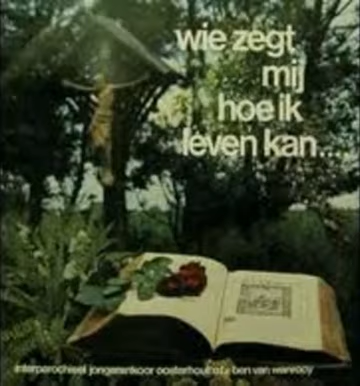 wie zegt
mij
hoe ik
leven kan...
interparochieel jongerenkoor oosterhout o.l.v. ben van wanrooy